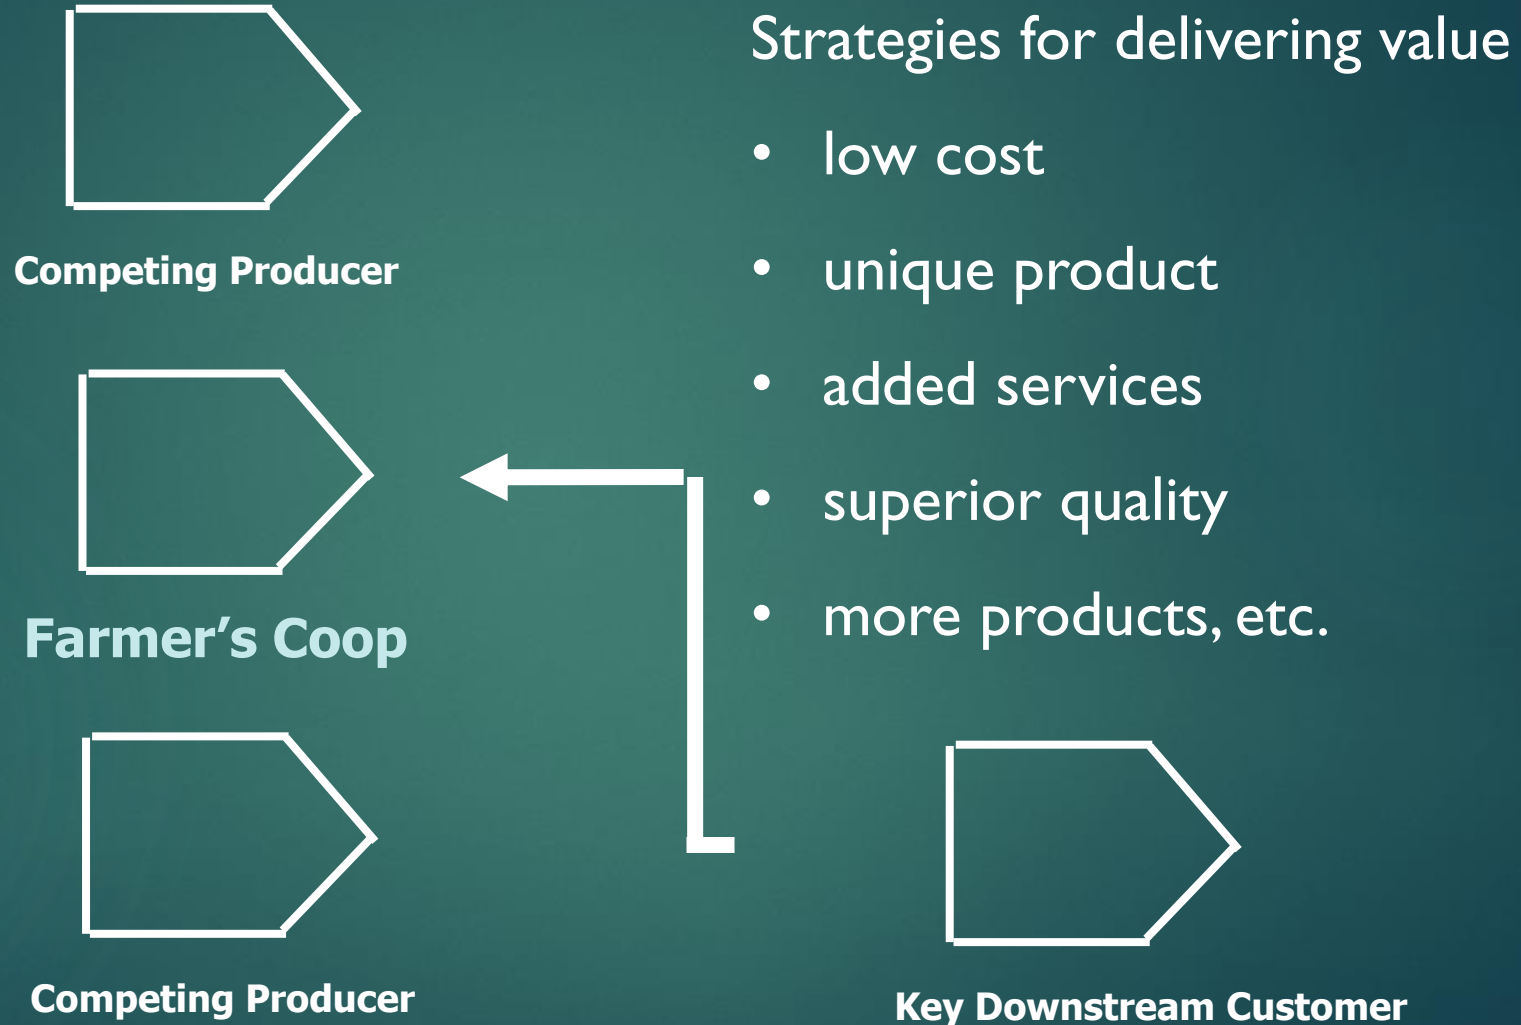 Strategies for delivering value
• low cost
• unique product
• added services
• superior quality
• more products, etc.
Competing Producer
Farmer’s Coop
Competing Producer
Key Downstream Customer